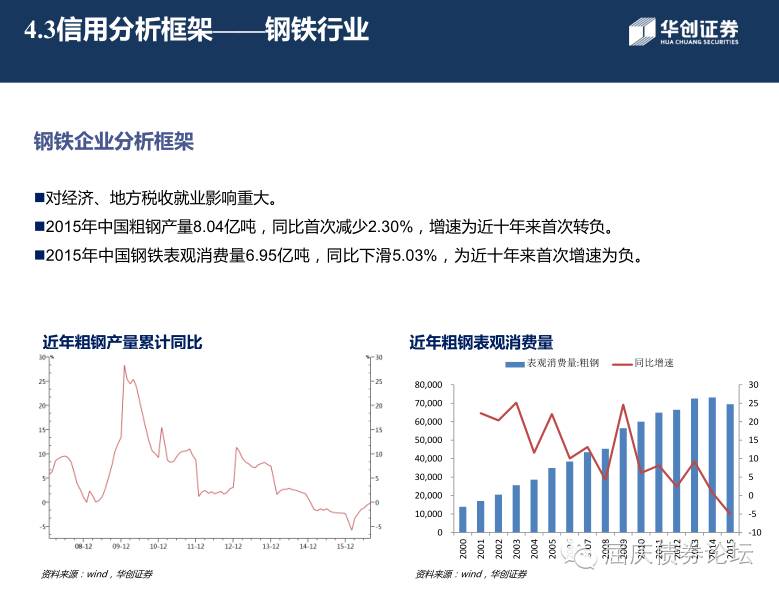 4.3信用分析框架——钢铁行业
华创证券
HUA CHUANG SECURITIES
钢铁企业分析框架
■对经济、地方税收就业影响重大。
■2015年中国粗钢产量8.04亿吨，同比首次减少2.30%，增速为近十年来首次转负。
■2015年中国钢铁表观消费量6.95亿吨，同比下滑5.03%，为近十年来首次增速为负。
近年粗钢产量累计同比
% %
30 30
25 25
20 20
15 15
10 10
5 5
0 0
-5 -5
08-12 09-12 10-12 11-12 12-12 13-12 14-12 15-12
资料来源：wind，华创证券
近年粗钢表观消费量
表观消费量:粗钢 同比增速
80,000 30
70,000 25
60,000 20
50,000 15
40,000 10
30,000 5
20,000 0
10,000 -5
0 -10
2000 2001 2002 2003 2004 2005 2006 2007 2008 2009 2010 2011 2012 2013 2014 2015
资料来源：wind，华创证券
屈庆债券论坛